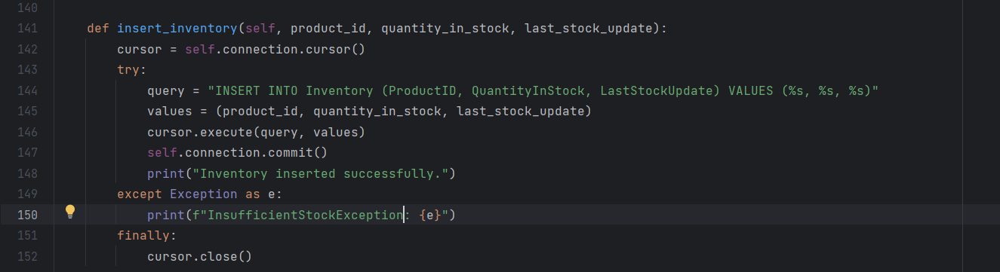 140
141 def insert_inventory(self, product_id, quantity_in_stock, last_stock_update):
142 cursor = self.connection.cursor()
143 try:
144 query = "INSERT INTO Inventory (ProductID, QuantityInStock, LastStockUpdate) VALUES (%s, %s, %s)"
145 values = (product_id, quantity_in_stock, last_stock_update)
146 cursor.execute(query, values)
147 self.connection.commit()
148 print("Inventory inserted successfully.")
149 except Exception as e:
150 print(f"InsufficientStockException: {e}")
151 finally:
152 cursor.close()